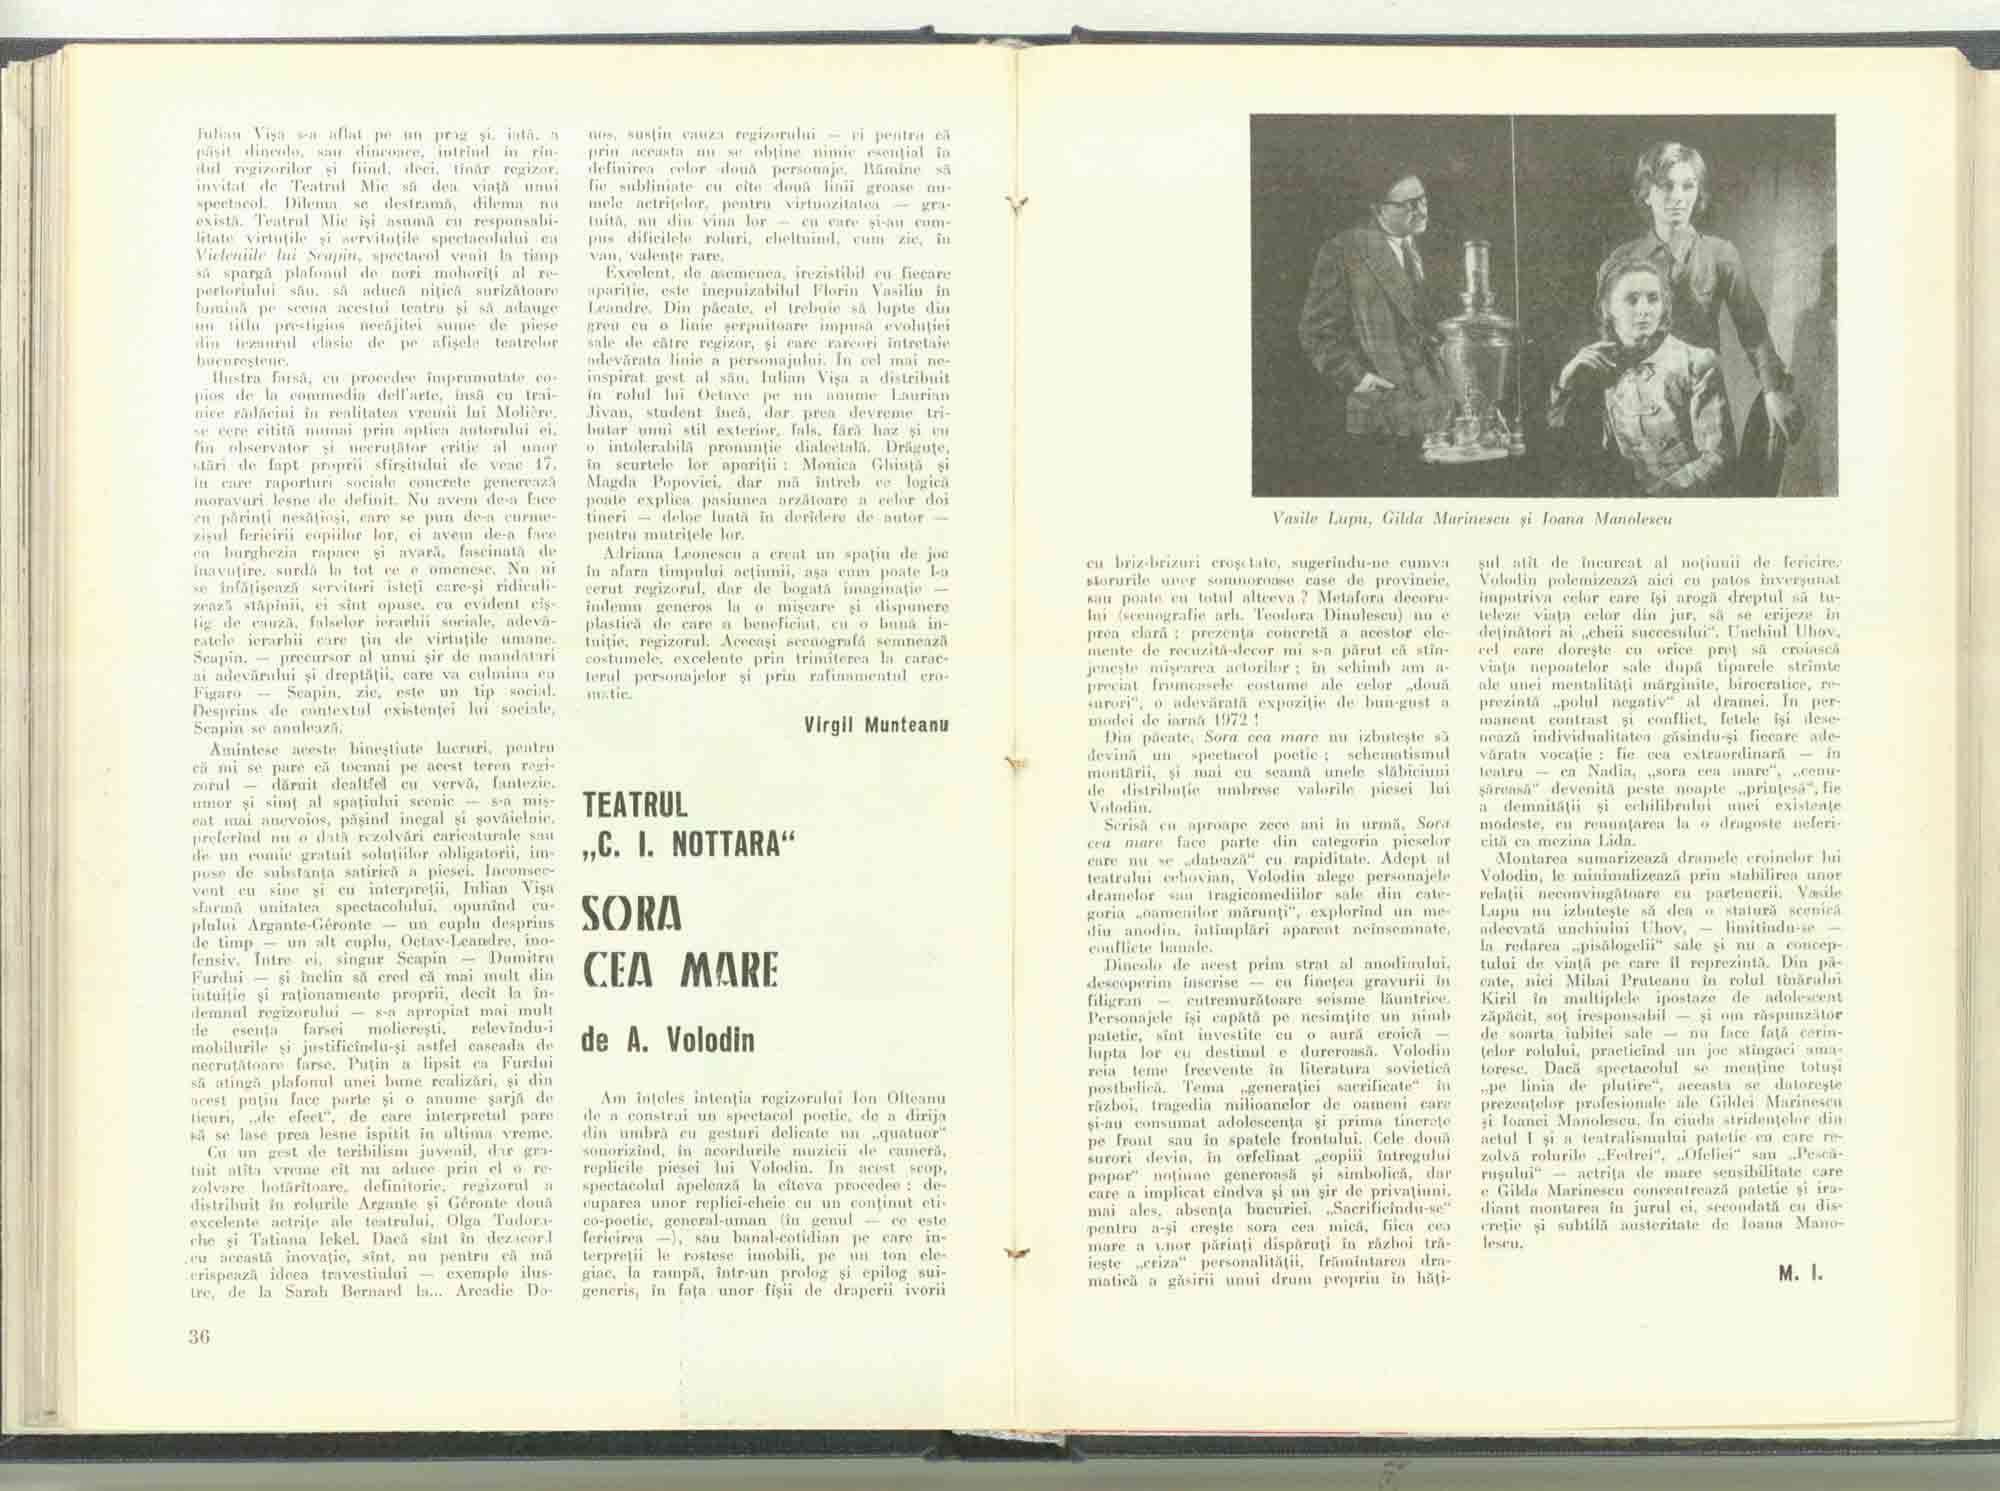 Iulian Vișa s-a aflat pe un prag și, iată, a
pășit dincolo, sau dincoace, intrînd în rîn-
dul regizorilor și fiind, deci, tînăr regizor,
invitat de Teatrul Mic să dea viață unui
spectacol. Dilema se destramă, dilema nu
există. Teatrul Mic își asumă cu responsabi-
litate virtuțile și servituțile spectacolului cu
Vicleniile lui Scapin, spectacol venit la timp
să spargă plafonul de nori mohorîți al re-
pertoriului său, să aducă nițică surîzătoare
lumină pe scena acestui teatru și să adauge
un titlu prestigios necăjitei sume de piese
din tezaurul clasic de pe afișele teatrelor
bucureștene.
Ilustra farsă, cu procedee împrumutate co-
pios de la commedia dell'arte, însă cu trai-
nice rădăcini în realitatea vremii lui Molière,
se cere citită numai prin optica autorului ei,
fin observator și necruțător critic al unor
stări de fapt proprii sfîrșitului de veac 17,
în care raporturi sociale concrete generează
moravuri lesne de definit. Nu avem de-a face
cu părinți nesățioși, care se pun de-a curme-
zișul fericirii copiilor lor, ci avem de-a face
cu burghezia rapace și avară, fascinată de
înavuțire, surdă la tot ce e omenesc. Nu ni
se înfățișează servitori isteți care-și ridiculi-
zează stăpînii, ci sînt opuse, cu evident cîș-
tig de cauză, falselor ierarhii sociale, adevă-
ratele ierarhii care țin de virtuțile umane.
Scapin, — precursor al unui șir de mandatari
ai adevărului și dreptății, care va culmina cu
Figaro — Scapin, zic, este un tip social.
Desprins de contextul existenței lui sociale,
Scapin se anulează.
Amintesc aceste bineștiute lucruri, pentru
că mi se pare că tocmai pe acest teren regi-
zorul — dăruit dealtfel cu vervă, fantezie,
umor și simț al spațiului scenic — s-a miș-
cat mai anevoios, pășind inegal și șovăielnic,
preferînd nu o dată rezolvări caricaturale sau
de un comic gratuit soluțiilor obligatorii, im-
puse de substanța satirică a piesei. Inconsec-
vent cu sine și cu interpreții, Iulian Vișa
sfarmă unitatea spectacolului, opunînd cu-
plului Argante-Géronte — un cuplu desprins
de timp — un alt cuplu, Octav-Leandre, ino-
fensiv. Între ei, singur Scapin — Dumitru
Furdui — și înclin să cred că mai mult din
intuiție și raționamente proprii, decît la în-
demnul regizorului — s-a apropiat mai mult
de esența farsei molierești, relevîndu-i
mobilurile și justificîndu-și astfel cascada de
necruțătoare farse. Puțin a lipsit ca Furdui
să atingă plafonul unei bune realizări, și din
acest puțin face parte și o anume șarjă de
ticuri, „de efect", de care interpretul pare
să se lase prea lesne ispitit în ultima vreme.
Cu un gest de teribilism juvenil, dar gra-
tuit atîta vreme cît nu aduce prin el o re-
zolvare hotărîtoare, definitorie, regizorul a
distribuit în rolurile Argante și Géronte două
excelente actrițe ale teatrului, Olga Tudora-
che și Tatiana Iekel. Dacă sînt în dezacord
cu această inovație, sînt, nu pentru că mă
crispează ideea travestiului — exemple ilus-
tre, de la Sarah Bernard la... Arcadie Do-
nos, susțin cauza regizorului — ci pentru că
prin aceasta nu se obține nimic esențial în
definirea celor două personaje. Rămîne să
fie subliniate cu cîte două linii groase nu-
mele actrițelor, pentru virtuozitatea — gra-
tuită, nu din vina lor — cu care și-au com-
pus dificilele roluri, cheltuind, cum zic, în
van, valențe rare.
Excelent, de asemenea, irezistibil cu fiecare
apariție, este inepuizabilul Florin Vasiliu în
Leandre. Din păcate, el trebuie să lupte din
greu cu o linie șerpuitoare impusă evoluției
sale de către regizor, și care rareori întretaie
adevărata linie a personajului. În cel mai ne-
inspirat gest al său, Iulian Vișa a distribuit
în rolul lui Octave pe un anume Laurian
Jivan, student încă, dar prea devreme tri-
butar unui stil exterior, fals, fără haz și cu
o intolerabilă pronunție dialectală. Drăguțe,
în scurtele lor apariții : Monica Ghiuță și
Magda Popovici, dar mă întreb ce logică
poate explica pasiunea arzătoare a celor doi
tineri — deloc luată în derîdere de autor —
pentru mutrițele lor.
Adriana Leonescu a creat un spațiu de joc
în afara timpului acțiunii, așa cum poate l-a
cerut regizorul, dar de bogată imaginație —
îndemn generos la o mișcare și dispunere
plastică de care a beneficiat, cu o bună in-
tuiție, regizorul. Aceeași scenografă semnează
costumele, excelente prin trimiterea la carac-
terul personajelor și prin rafinamentul cro-
matic.
Virgil Munteanu
TEATRUL
„C. I. NOTTARA"
SORA
CEA MARE
de A. Volodin
Am înțeles intenția regizorului Ion Olteanu
de a construi un spectacol poetic, de a dirija
din umbră cu gesturi delicate un „quatuor"
sonorizînd, în acordurile muzicii de cameră,
replicile piesei lui Volodin. În acest scop,
spectacolul apelează la cîteva procedee : de-
cuparea unor replici-cheie cu un conținut eti-
co-poetic, general-uman (în genul — ce este
fericirea —), sau banal-cotidian pe care in-
terpreții le rostesc imobili, pe un ton ele-
giac, la rampă, într-un prolog și epilog sui-
generis, în fața unor fîșii de draperii ivorii
36
Vasile Lupu, Gilda Marinescu și Ioana Manolescu
cu briz-brizuri croșetate, sugerîndu-ne cumva
storurile unor somnoroase case de provincie,
sau poate cu totul altceva ? Metafora decoru-
lui (scenografie arh. Teodora Dinulescu) nu e
prea clară ; prezența concretă a acestor ele-
mente de recuzită-decor mi s-a părut că stîn-
jenește mișcarea actorilor ; în schimb am a-
preciat frumoasele costume ale celor „două
surori", o adevărată expoziție de bun-gust a
modei de iarnă 1972 !
Din păcate, Sora cea mare nu izbutește să
devină un spectacol poetic ; schematismul
montării, și mai cu seamă unele slăbiciuni
de distribuție umbresc valorile piesei lui
Volodin.
Scrisă cu aproape zece ani în urmă, Sora
cea mare face parte din categoria pieselor
care nu se „datează" cu rapiditate. Adept al
teatrului cehovian, Volodin alege personajele
dramelor sau tragicomediilor sale din cate-
goria „oamenilor mărunți", explorînd un me-
diu anodin, întîmplări aparent neînsemnate,
conflicte banale.
Dincolo de acest prim strat al anodinului,
descoperim înscrise — cu finețea gravurii în
filigran — cutremurătoare seisme lăuntrice.
Personajele își capătă pe nesimțite un nimb
patetic, sînt investite cu o aură eroică —
lupta lor cu destinul e dureroasă. Volodin
reia teme frecvente în literatura sovietică
postbelică. Tema „generației sacrificate" în
război, tragedia milioanelor de oameni care
și-au consumat adolescența și prima tinerețe
pe front sau în spatele frontului. Cele două
surori devin, în orfelinat „copiii întregului
popor" noțiune generoasă și simbolică, dar
care a implicat cîndva și un șir de privațiuni,
mai ales, absența bucuriei. „Sacrificîndu-se"
pentru a-și crește sora cea mică, fiica cea
mare a unor părinți dispăruți în război tră-
iește „criza" personalității, frămîntarea dra-
matică a găsirii unui drum propriu în hăți-
șul atît de încurcat al noțiunii de fericire.
Volodin polemizează aici cu patos înverșunat
împotriva celor care își arogă dreptul să tu-
teleze viața celor din jur, să se erijeze în
deținători ai „cheii succesului". Unchiul Uhov,
cel care dorește cu orice preț să croiască
viața nepoatelor sale după tiparele strîmte
ale unei mentalități mărginite, birocratice, re-
prezintă „polul negativ" al dramei. În per-
manent contrast și conflict, fetele își dese-
nează individualitatea găsindu-și fiecare ade-
vărata vocație : fie cea extraordinară — în
teatru — ca Nadia, „sora cea mare", „cenu-
șăreasă" devenită peste noapte „prințesă", fie
a demnității și echilibrului unei existențe
modeste, cu renunțarea la o dragoste neferi-
cită ca mezina Lida.
Montarea sumarizează dramele eroinelor lui
Volodin, le minimalizează prin stabilirea unor
relații neconvingătoare cu partenerii. Vasile
Lupu nu izbutește să dea o statură scenică
adecvată unchiului Uhov, — limitîndu-se —
la redarea „pisălogelii" sale și nu a concep-
tului de viață pe care îl reprezintă. Din pă-
cate, nici Mihai Pruteanu în rolul tînărului
Kiril în multiplele ipostaze de adolescent
zăpăcit, soț iresponsabil — și om răspunzător
de soarta iubitei sale — nu face față cerin-
țelor rolului, practicînd un joc stîngaci ama-
toresc. Dacă spectacolul se menține totuși
„pe linia de plutire", aceasta se datorește
prezențelor profesionale ale Gildei Marinescu
și Ioanei Manolescu. În ciuda stridențelor din
actul I și a teatralismului patetic cu care re-
zolvă rolurile „Fedrei", „Ofeliei" sau „Pescă-
rușului" — actrița de mare sensibilitate care
e Gilda Marinescu concentrează patetic și ira-
diant montarea în jurul ei, secondată cu dis-
creție și subtilă austeritate de Ioana Mano-
lescu.
M. I.